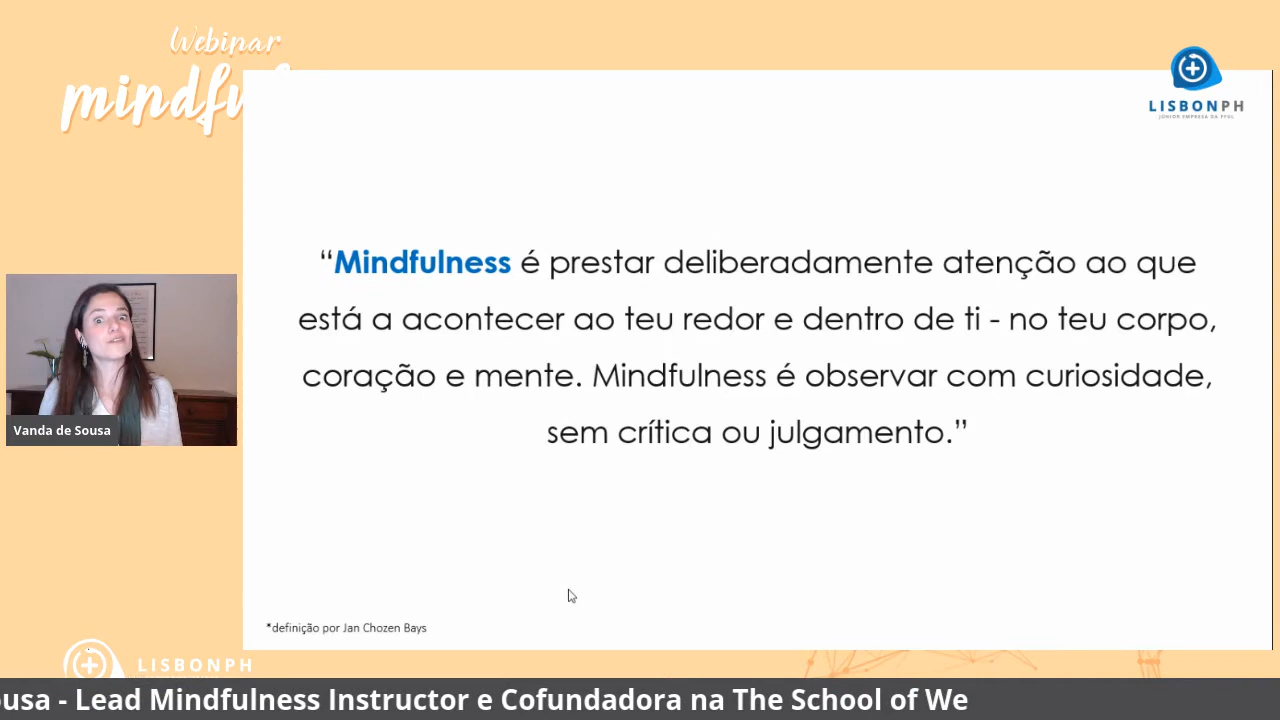 Webinar
mindfu
LISBONPH
JÚNIOR EMPRESA DA FFUL
“Mindfulness é prestar deliberadamente atenção ao que
está a acontecer ao teu redor e dentro de ti - no teu corpo,
coração e mente. Mindfulness é observar com curiosidade,
sem crítica ou julgamento.”
Vanda de Sousa
*definição por Jan Chozen Bays
LISBONPH
ousa - Lead Mindfulness Instructor e Cofundadora na The School of We